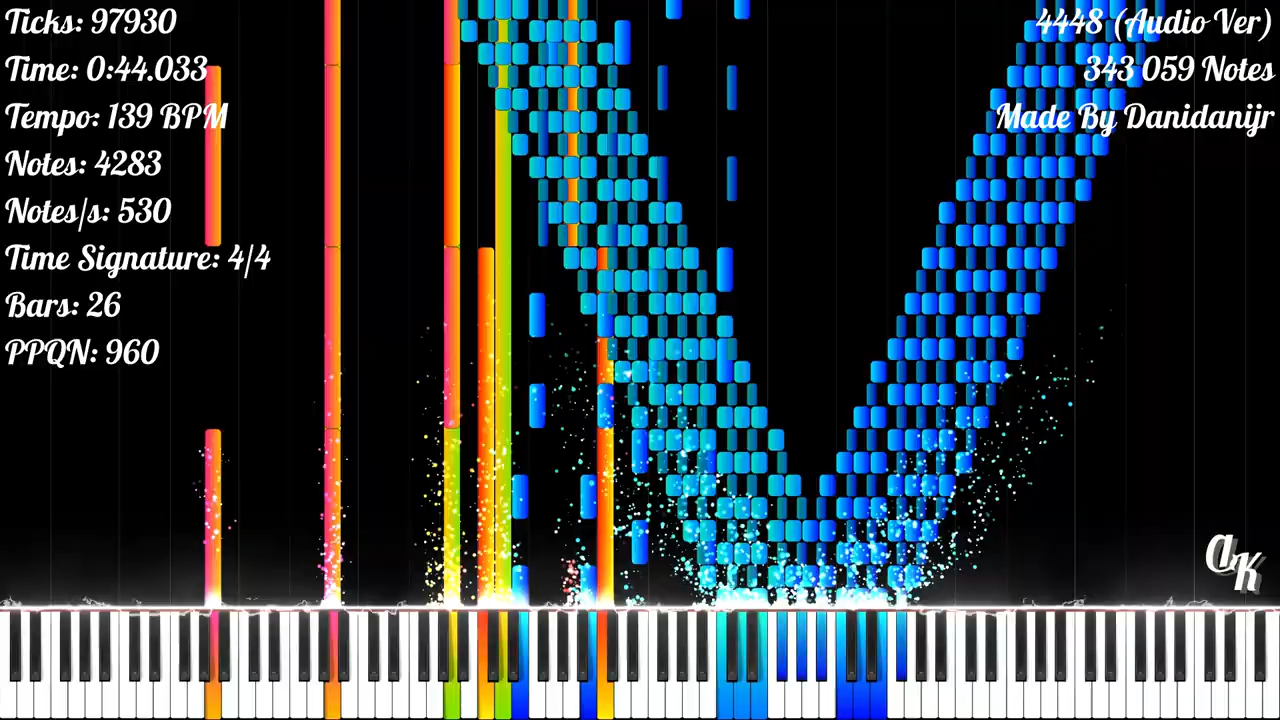 Ticks: 97930
Time: 0:44.033
Tempo: 139 BPM
Notes: 4283
Notes/s: 530
Time Signature: 4/4
Bars: 26
PPQN: 960
4448 (Audio Ver)
343 059 Notes
Made By Danidanijr
aK